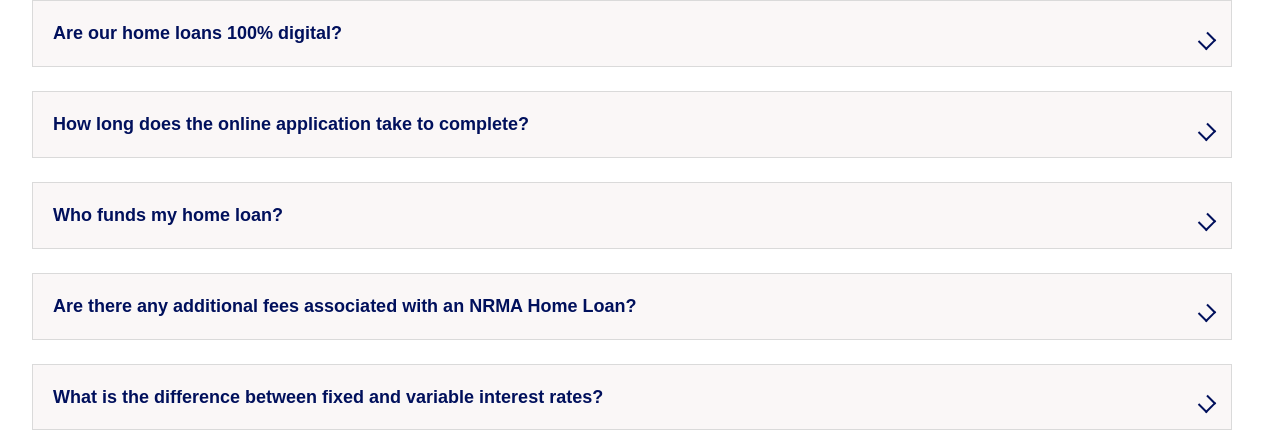 Are our home loans 100% digital?
How long does the online application take to complete?
Who funds my home loan?
Are there any additional fees associated with an NRMA Home Loan?
What is the difference between fixed and variable interest rates?